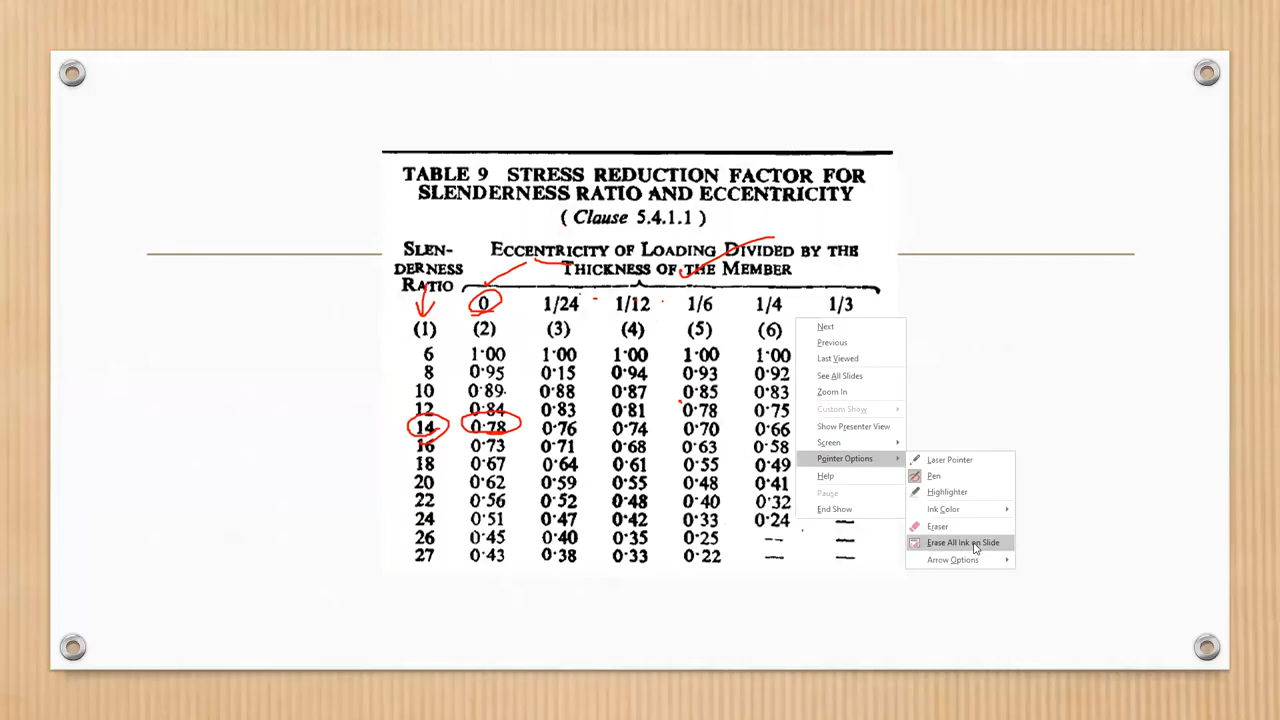 TABLE 9 STRESS REDUCTION FACTOR FOR
SLENDERNESS RATIO AND ECCENTRICITY
( Clause 5.4.1.1 )
SLEN-
DERNESS
RATIO
ECCENTRICITY OF LOADING DIVIDED BY THE
THICKNESS OF THE MEMBER
0 1/24 1/12 1/6 1/4 1/3
(1) (2) (3) (4) (5) (6)
6 1·00 1·00 1·00 1·00 1·00
8 0·95 0·15 0·94 0·93 0·92
10 0·89 0·88 0·87 0·85 0·83
12 0·84 0·83 0·81 0·78 0·75
14 0·78 0·76 0·74 0·70 0·66
16 0·73 0·71 0·68 0·63 0·58
18 0·67 0·64 0·61 0·55 0·49
20 0·62 0·59 0·55 0·48 0·41
22 0·56 0·52 0·48 0·40 0·32
24 0·51 0·47 0·42 0·33 0·24 —
26 0·45 0·40 0·35 0·25 — —
27 0·43 0·38 0·33 0·22 — —
Next
Previous
Last Viewed
See All Slides
Zoom In
Custom Show
Show Presenter View
Screen
Pointer Options
Help
Pause
End Show
Laser Pointer
Pen
Highlighter
Ink Color
Eraser
Erase All Ink on Slide
Arrow Options